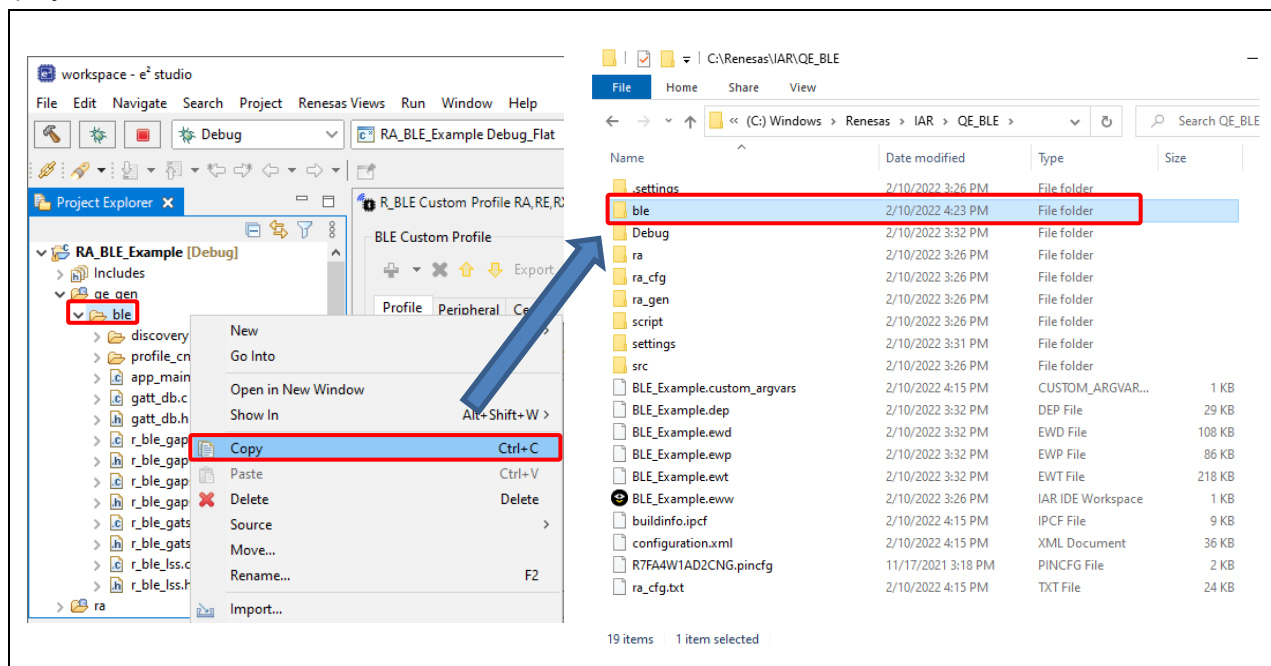 workspace - e² studio
File Edit Navigate Search Project Renesas Views Run Window Help
Debug
RA_BLE_Example Debug_Flat
Project Explorer
R_BLE Custom Profile RA,RE,RX
BLE Custom Profile
Export
Profile Peripheral Ce
RA_BLE_Example [Debug]
Includes
qe_gen
ble
discovery
profile_cm
app_main
gatt_db.c
gatt_db.h
r_ble_gap
r_ble_gap
r_ble_gap
r_ble_gap
r_ble_gats
r_ble_gats
r_ble_lss.c
r_ble_lss.h
ra
New
Go Into
Open in New Window
Show In Alt+Shift+W >
Copy Ctrl+C
Paste Ctrl+V
Delete Delete
Source >
Move...
Rename... F2
Import...
C:\Renesas\IAR\QE_BLE
File Home Share View
« (C:) Windows > Renesas > IAR > QE_BLE >
Search QE_BLE
Name Date modified Type Size
.settings 2/10/2022 3:26 PM File folder
ble 2/10/2022 4:23 PM File folder
Debug 2/10/2022 3:32 PM File folder
ra 2/10/2022 3:26 PM File folder
ra_cfg 2/10/2022 3:26 PM File folder
ra_gen 2/10/2022 3:26 PM File folder
script 2/10/2022 3:26 PM File folder
settings 2/10/2022 3:31 PM File folder
src 2/10/2022 3:26 PM File folder
BLE_Example.custom_argvars 2/10/2022 4:15 PM CUSTOM_ARGVAR... 1 KB
BLE_Example.dep 2/10/2022 3:32 PM DEP File 29 KB
BLE_Example.ewd 2/10/2022 3:32 PM EWD File 108 KB
BLE_Example.ewp 2/10/2022 3:32 PM EWP File 86 KB
BLE_Example.ewt 2/10/2022 3:32 PM EWT File 218 KB
BLE_Example.eww 2/10/2022 3:26 PM IAR IDE Workspace 1 KB
buildinfo.ipcf 2/10/2022 4:15 PM IPCF File 9 KB
configuration.xml 2/10/2022 4:15 PM XML Document 36 KB
R7FA4W1AD2CNG.pincfg 11/17/2021 3:18 PM PINCFG File 2 KB
ra_cfg.txt 2/10/2022 4:15 PM TXT File 24 KB
19 items 1 item selected